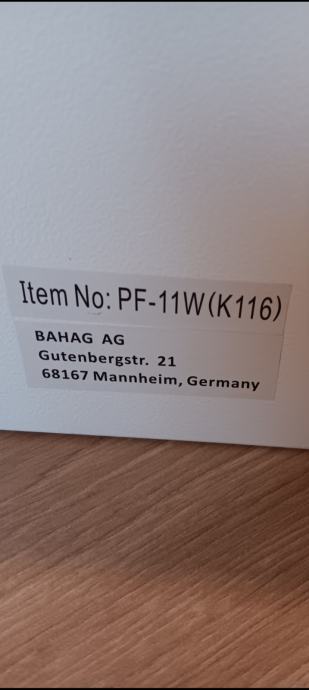 Item No: PF-11W(K116)
BAHAG AG
Gutenbergstr. 21
68167 Mannheim, Germany